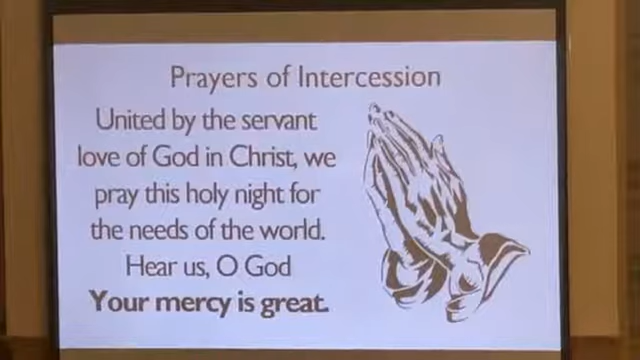 Prayers of Intercession
United by the servant
love of God in Christ, we
pray this holy night for
the needs of the world.
Hear us, O God
Your mercy is great.